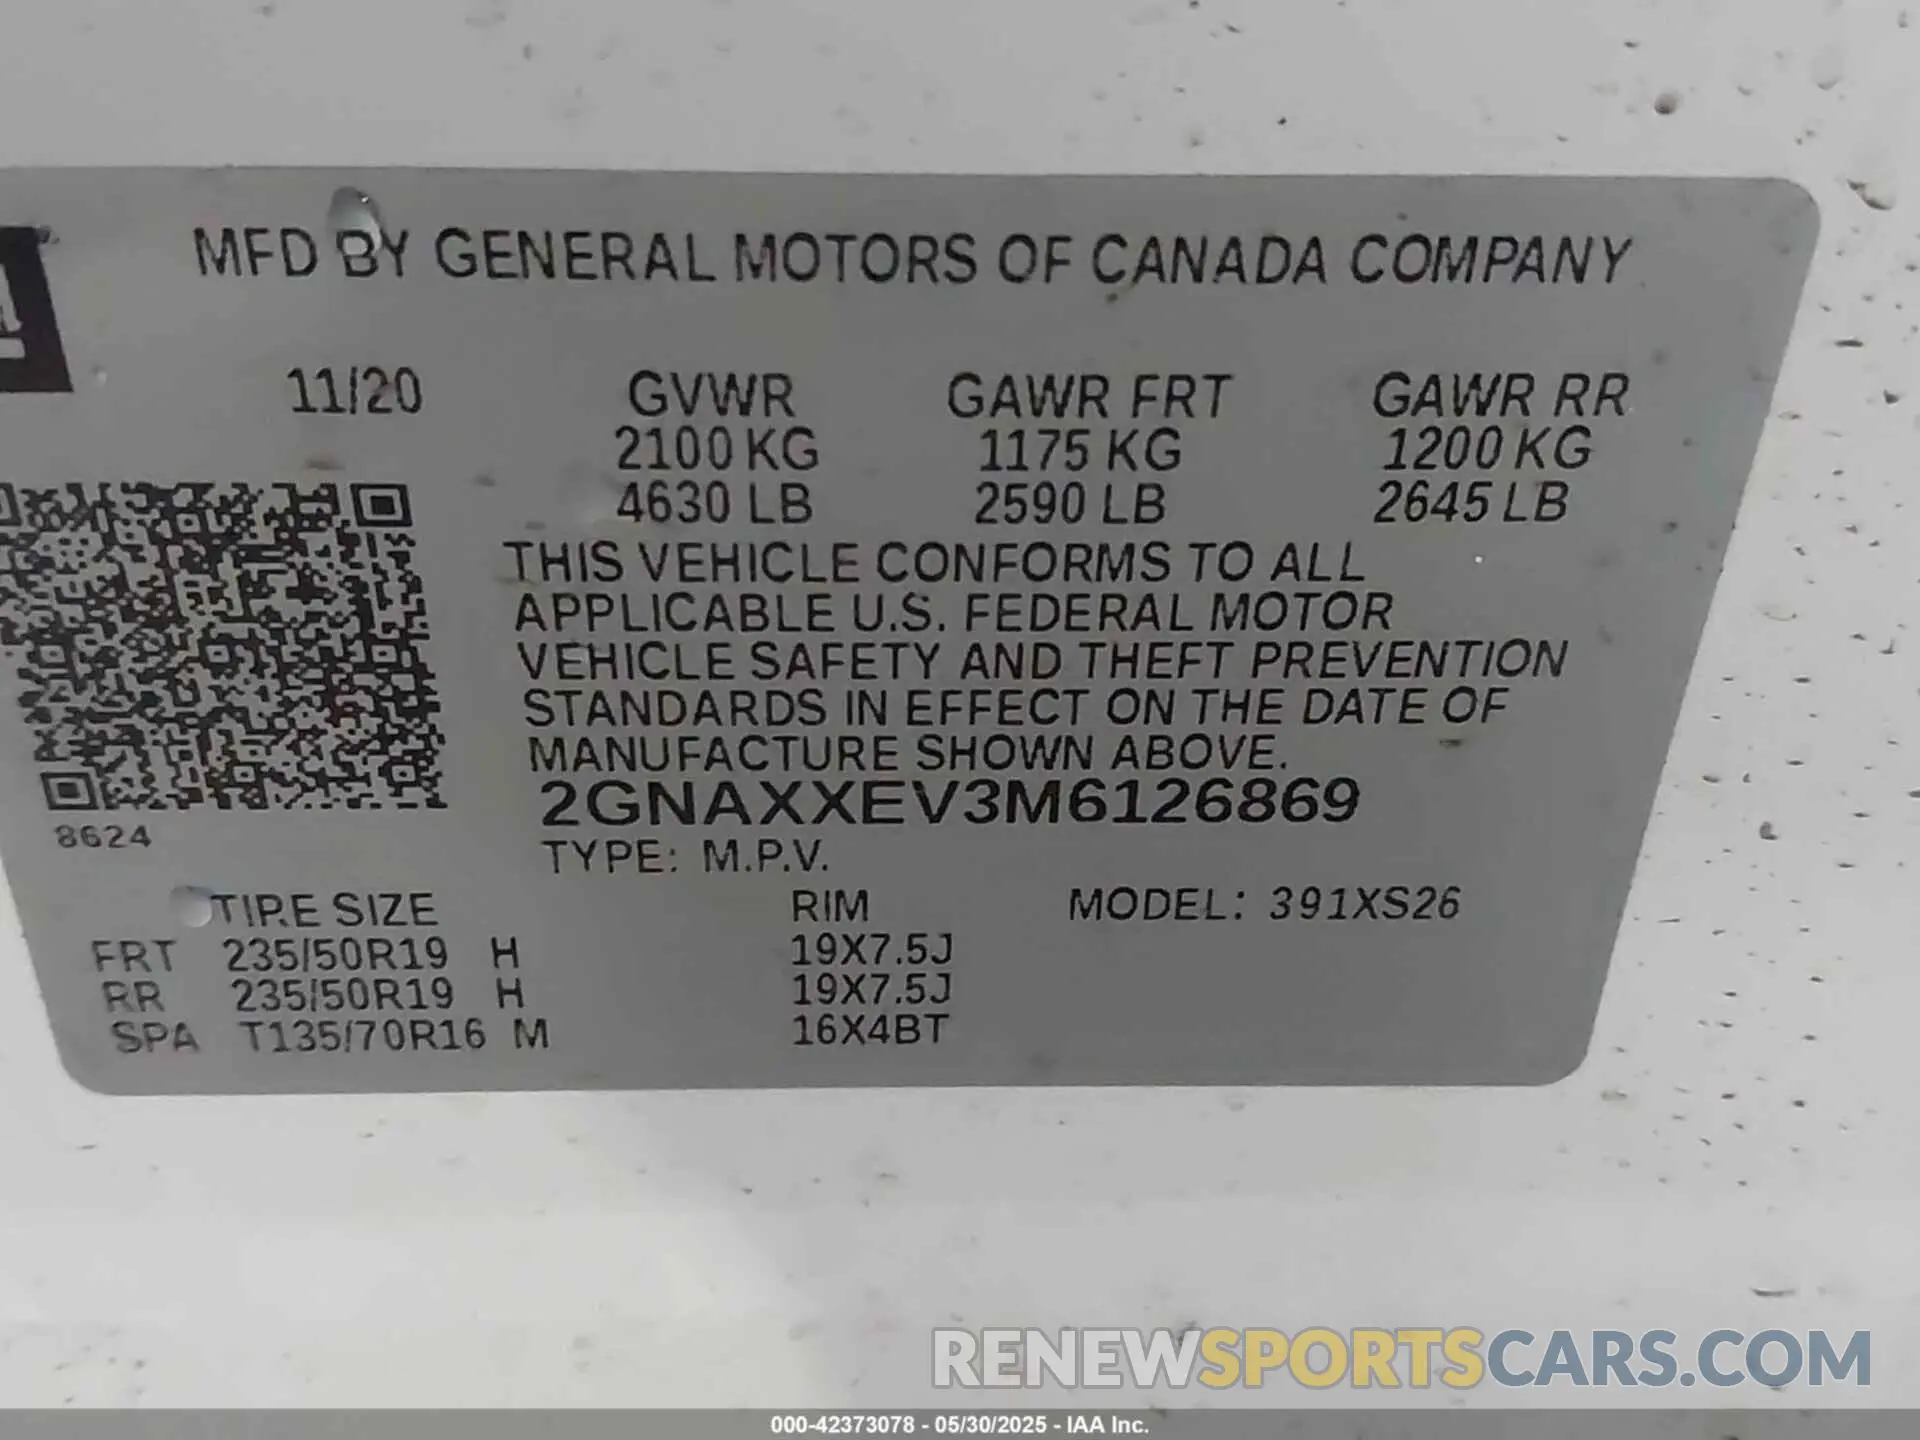 MFD BY GENERAL MOTORS OF CANADA COMPANY
11/20 GVWR GAWR FRT GAWR RR
2100 KG 1175 KG 1200 KG
4630 LB 2590 LB 2645 LB
THIS VEHICLE CONFORMS TO ALL
APPLICABLE U.S. FEDERAL MOTOR
VEHICLE SAFETY AND THEFT PREVENTION
STANDARDS IN EFFECT ON THE DATE OF
MANUFACTURE SHOWN ABOVE.
2GNAXXEV3M6126869
8624
TYPE: M.P.V.
TIRE SIZE RIM MODEL: 391XS26
FRT 235/50R19 H 19X7.5J
RR 235/50R19 H 19X7.5J
SPA T135/70R16 M 16X4BT
RENEWSPORTSCARS.COM
000-42373078 - 05/30/2025 - IAA Inc.